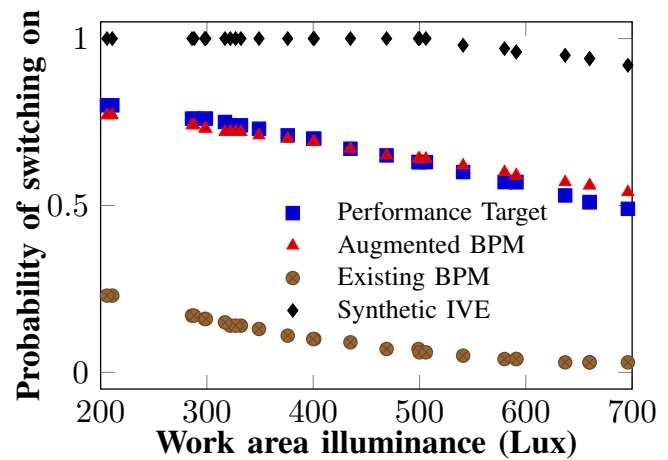 Probability of switching on
1
0.5
0
Performance Target
Augmented BPM
Existing BPM
Synthetic IVE
200 300 400 500 600 700
Work area illuminance (Lux)